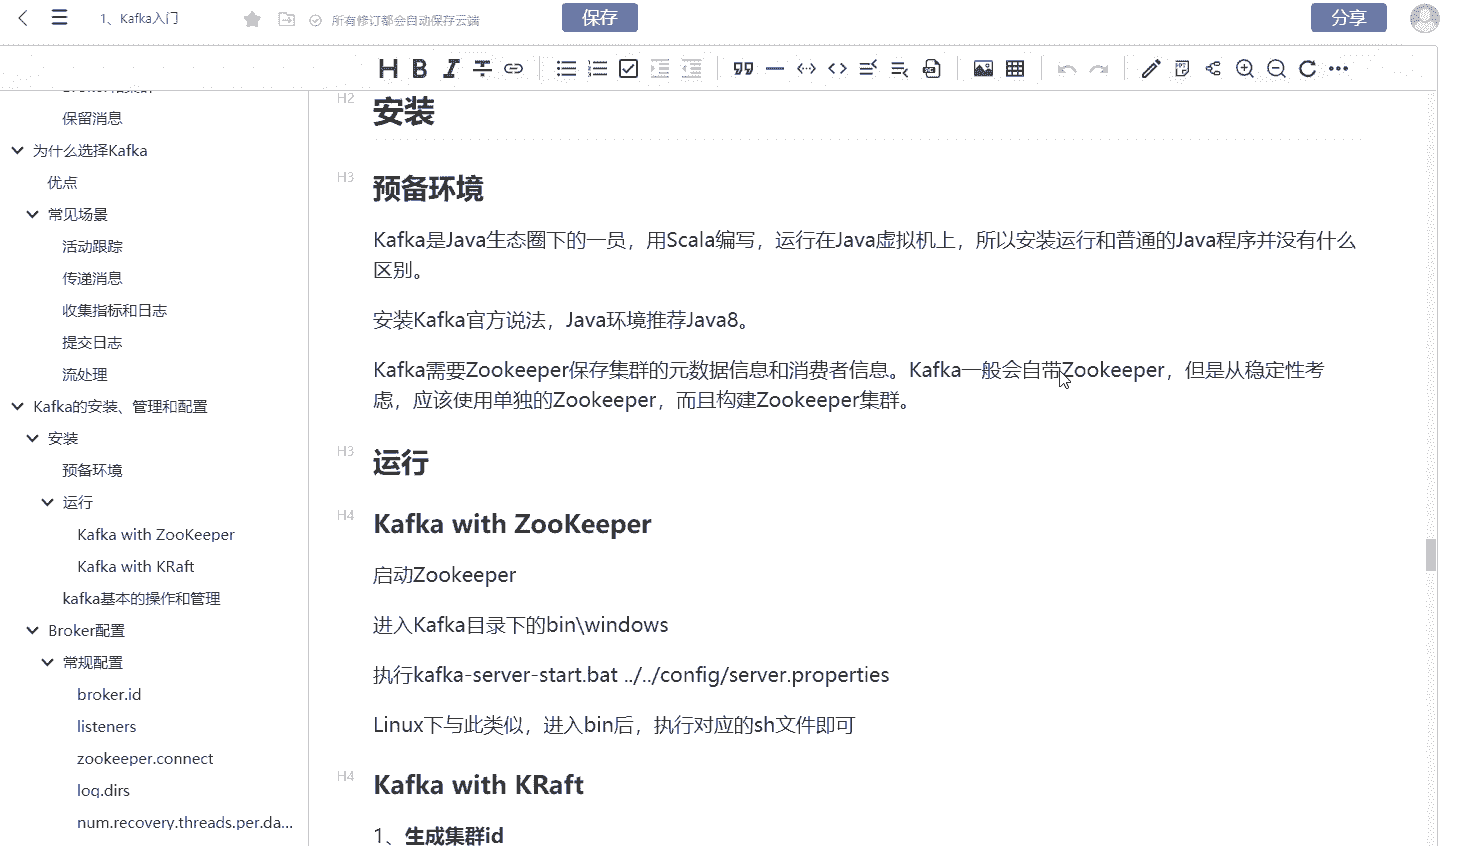 1、Kafka入门
所有修订都会自动保存云端
保存
分享
保留消息
为什么选择Kafka
优点
常见场景
活动跟踪
传递消息
收集指标和日志
提交日志
流处理
Kafka的安装、管理和配置
安装
预备环境
运行
Kafka with ZooKeeper
Kafka with KRaft
kafka基本的操作和管理
Broker配置
常规配置
broker.id
listeners
zookeeper.connect
log.dirs
num.recovery.threads.per.da...
H2
安装
H3
预备环境
Kafka是Java生态圈下的一员，用Scala编写，运行在Java虚拟机上，所以安装运行和普通的Java程序并没有什么
区别。
安装Kafka官方说法，Java环境推荐Java8。
Kafka需要Zookeeper保存集群的元数据信息和消费者信息。Kafka一般会自带Zookeeper，但是从稳定性考
虑，应该使用单独的Zookeeper，而且构建Zookeeper集群。
H3
运行
H4
Kafka with ZooKeeper
启动Zookeeper
进入Kafka目录下的bin\windows
执行kafka-server-start.bat ../../config/server.properties
Linux下与此类似，进入bin后，执行对应的sh文件即可
H4
Kafka with KRaft
1、生成集群id